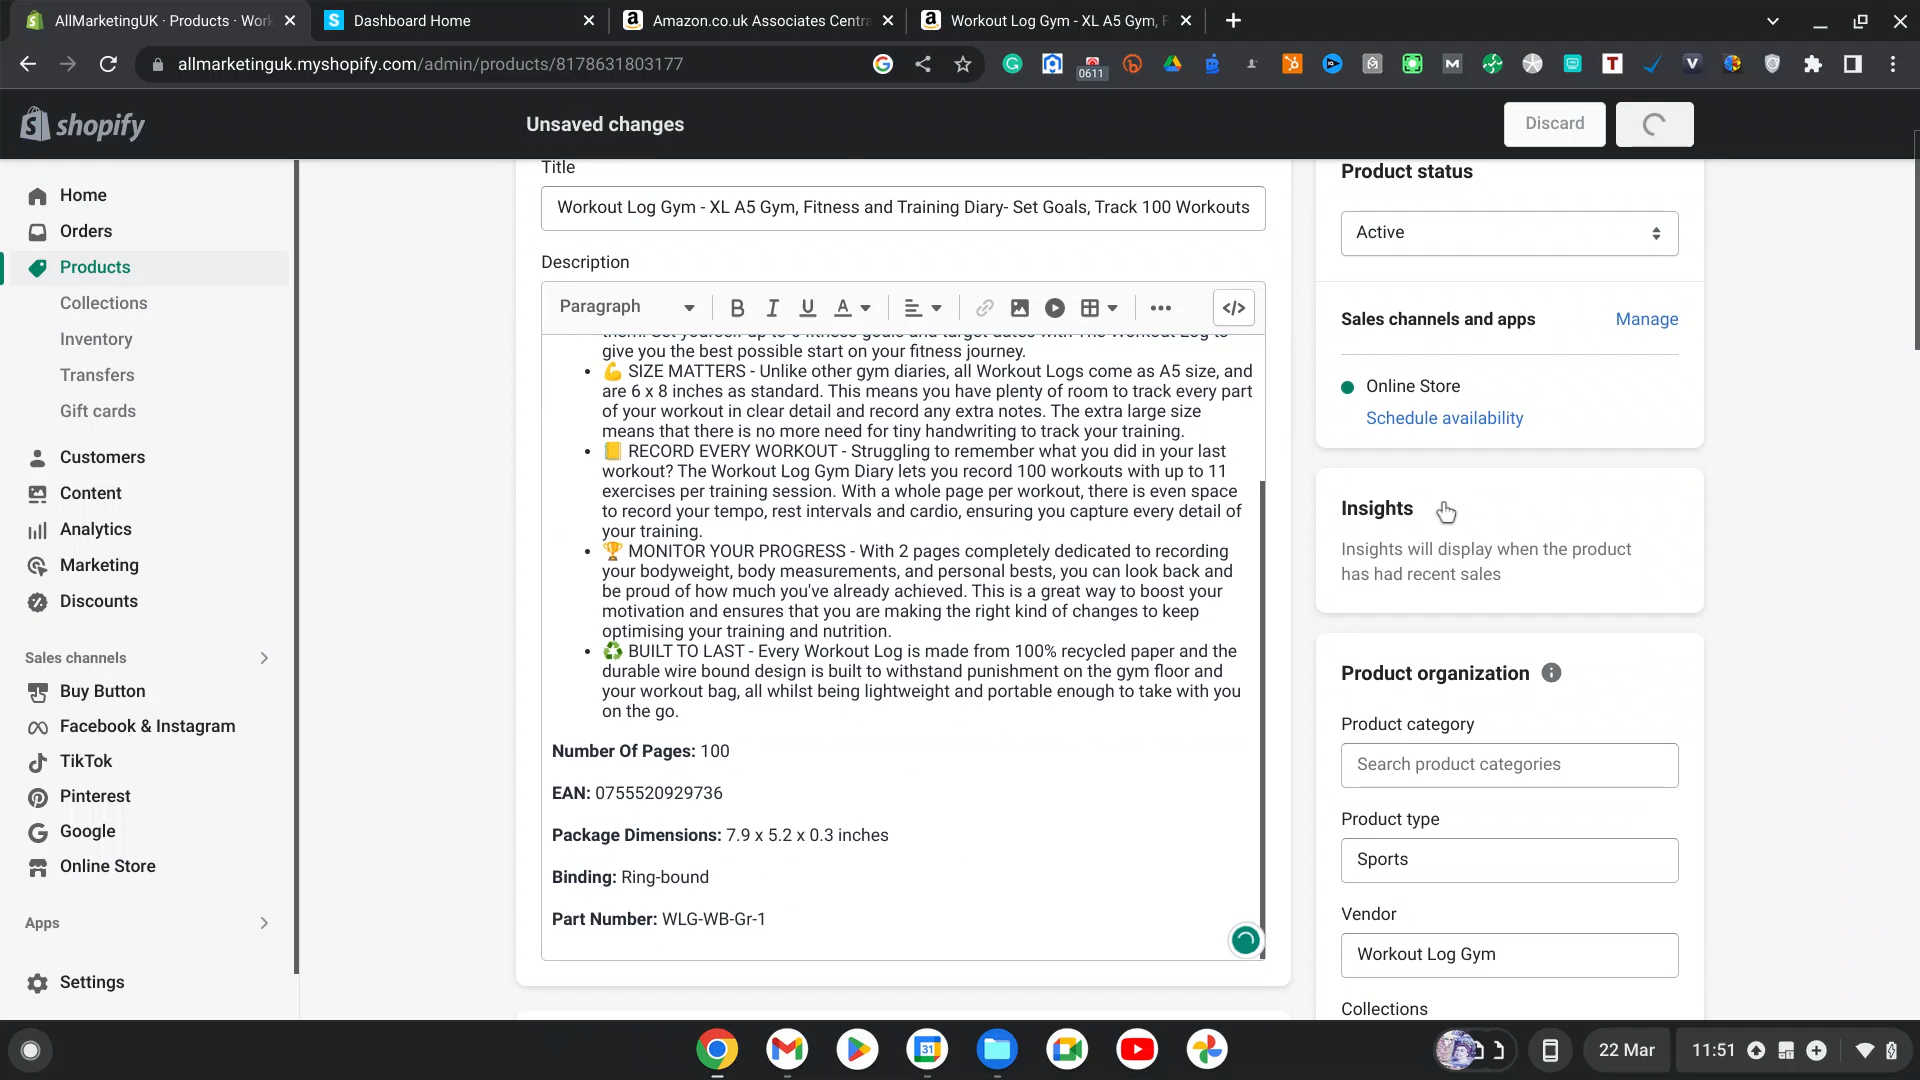 AllMarketingUK · Products · Work
Dashboard Home
Amazon.co.uk Associates Centra
Workout Log Gym - XL A5 Gym, F
allmarketinguk.myshopify.com/admin/products/8178631803177
0611
shopify
Unsaved changes
Discard
Home
Orders
Products
Collections
Inventory
Transfers
Gift cards
Customers
Content
Analytics
Marketing
Discounts
Sales channels
Buy Button
Facebook & Instagram
TikTok
Pinterest
Google
Online Store
Apps
Settings
Title
Workout Log Gym - XL A5 Gym, Fitness and Training Diary- Set Goals, Track 100 Workouts
Description
Paragraph
give you the best possible start on your fitness journey.
💪 SIZE MATTERS - Unlike other gym diaries, all Workout Logs come as A5 size, and
are 6 x 8 inches as standard. This means you have plenty of room to track every part
of your workout in clear detail and record any extra notes. The extra large size
means that there is no more need for tiny handwriting to track your training.
📒 RECORD EVERY WORKOUT - Struggling to remember what you did in your last
workout? The Workout Log Gym Diary lets you record 100 workouts with up to 11
exercises per training session. With a whole page per workout, there is even space
to record your tempo, rest intervals and cardio, ensuring you capture every detail of
your training.
🏆 MONITOR YOUR PROGRESS - With 2 pages completely dedicated to recording
your bodyweight, body measurements, and personal bests, you can look back and
be proud of how much you've already achieved. This is a great way to boost your
motivation and ensures that you are making the right kind of changes to keep
optimising your training and nutrition.
♻️ BUILT TO LAST - Every Workout Log is made from 100% recycled paper and the
durable wire bound design is built to withstand punishment on the gym floor and
your workout bag, all whilst being lightweight and portable enough to take with you
on the go.
Number Of Pages: 100
EAN: 0755520929736
Package Dimensions: 7.9 x 5.2 x 0.3 inches
Binding: Ring-bound
Part Number: WLG-WB-Gr-1
Product status
Active
Sales channels and apps
Manage
Online Store
Schedule availability
Insights
Insights will display when the product
has had recent sales
Product organization
Product category
Search product categories
Product type
Sports
Vendor
Workout Log Gym
Collections
22 Mar
11:51